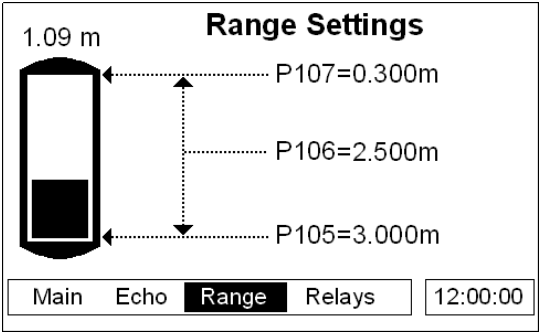 Range Settings
1.09 m
P107=0.300m
P106=2.500m
P105=3.000m
Main Echo Range Relays 12:00:00